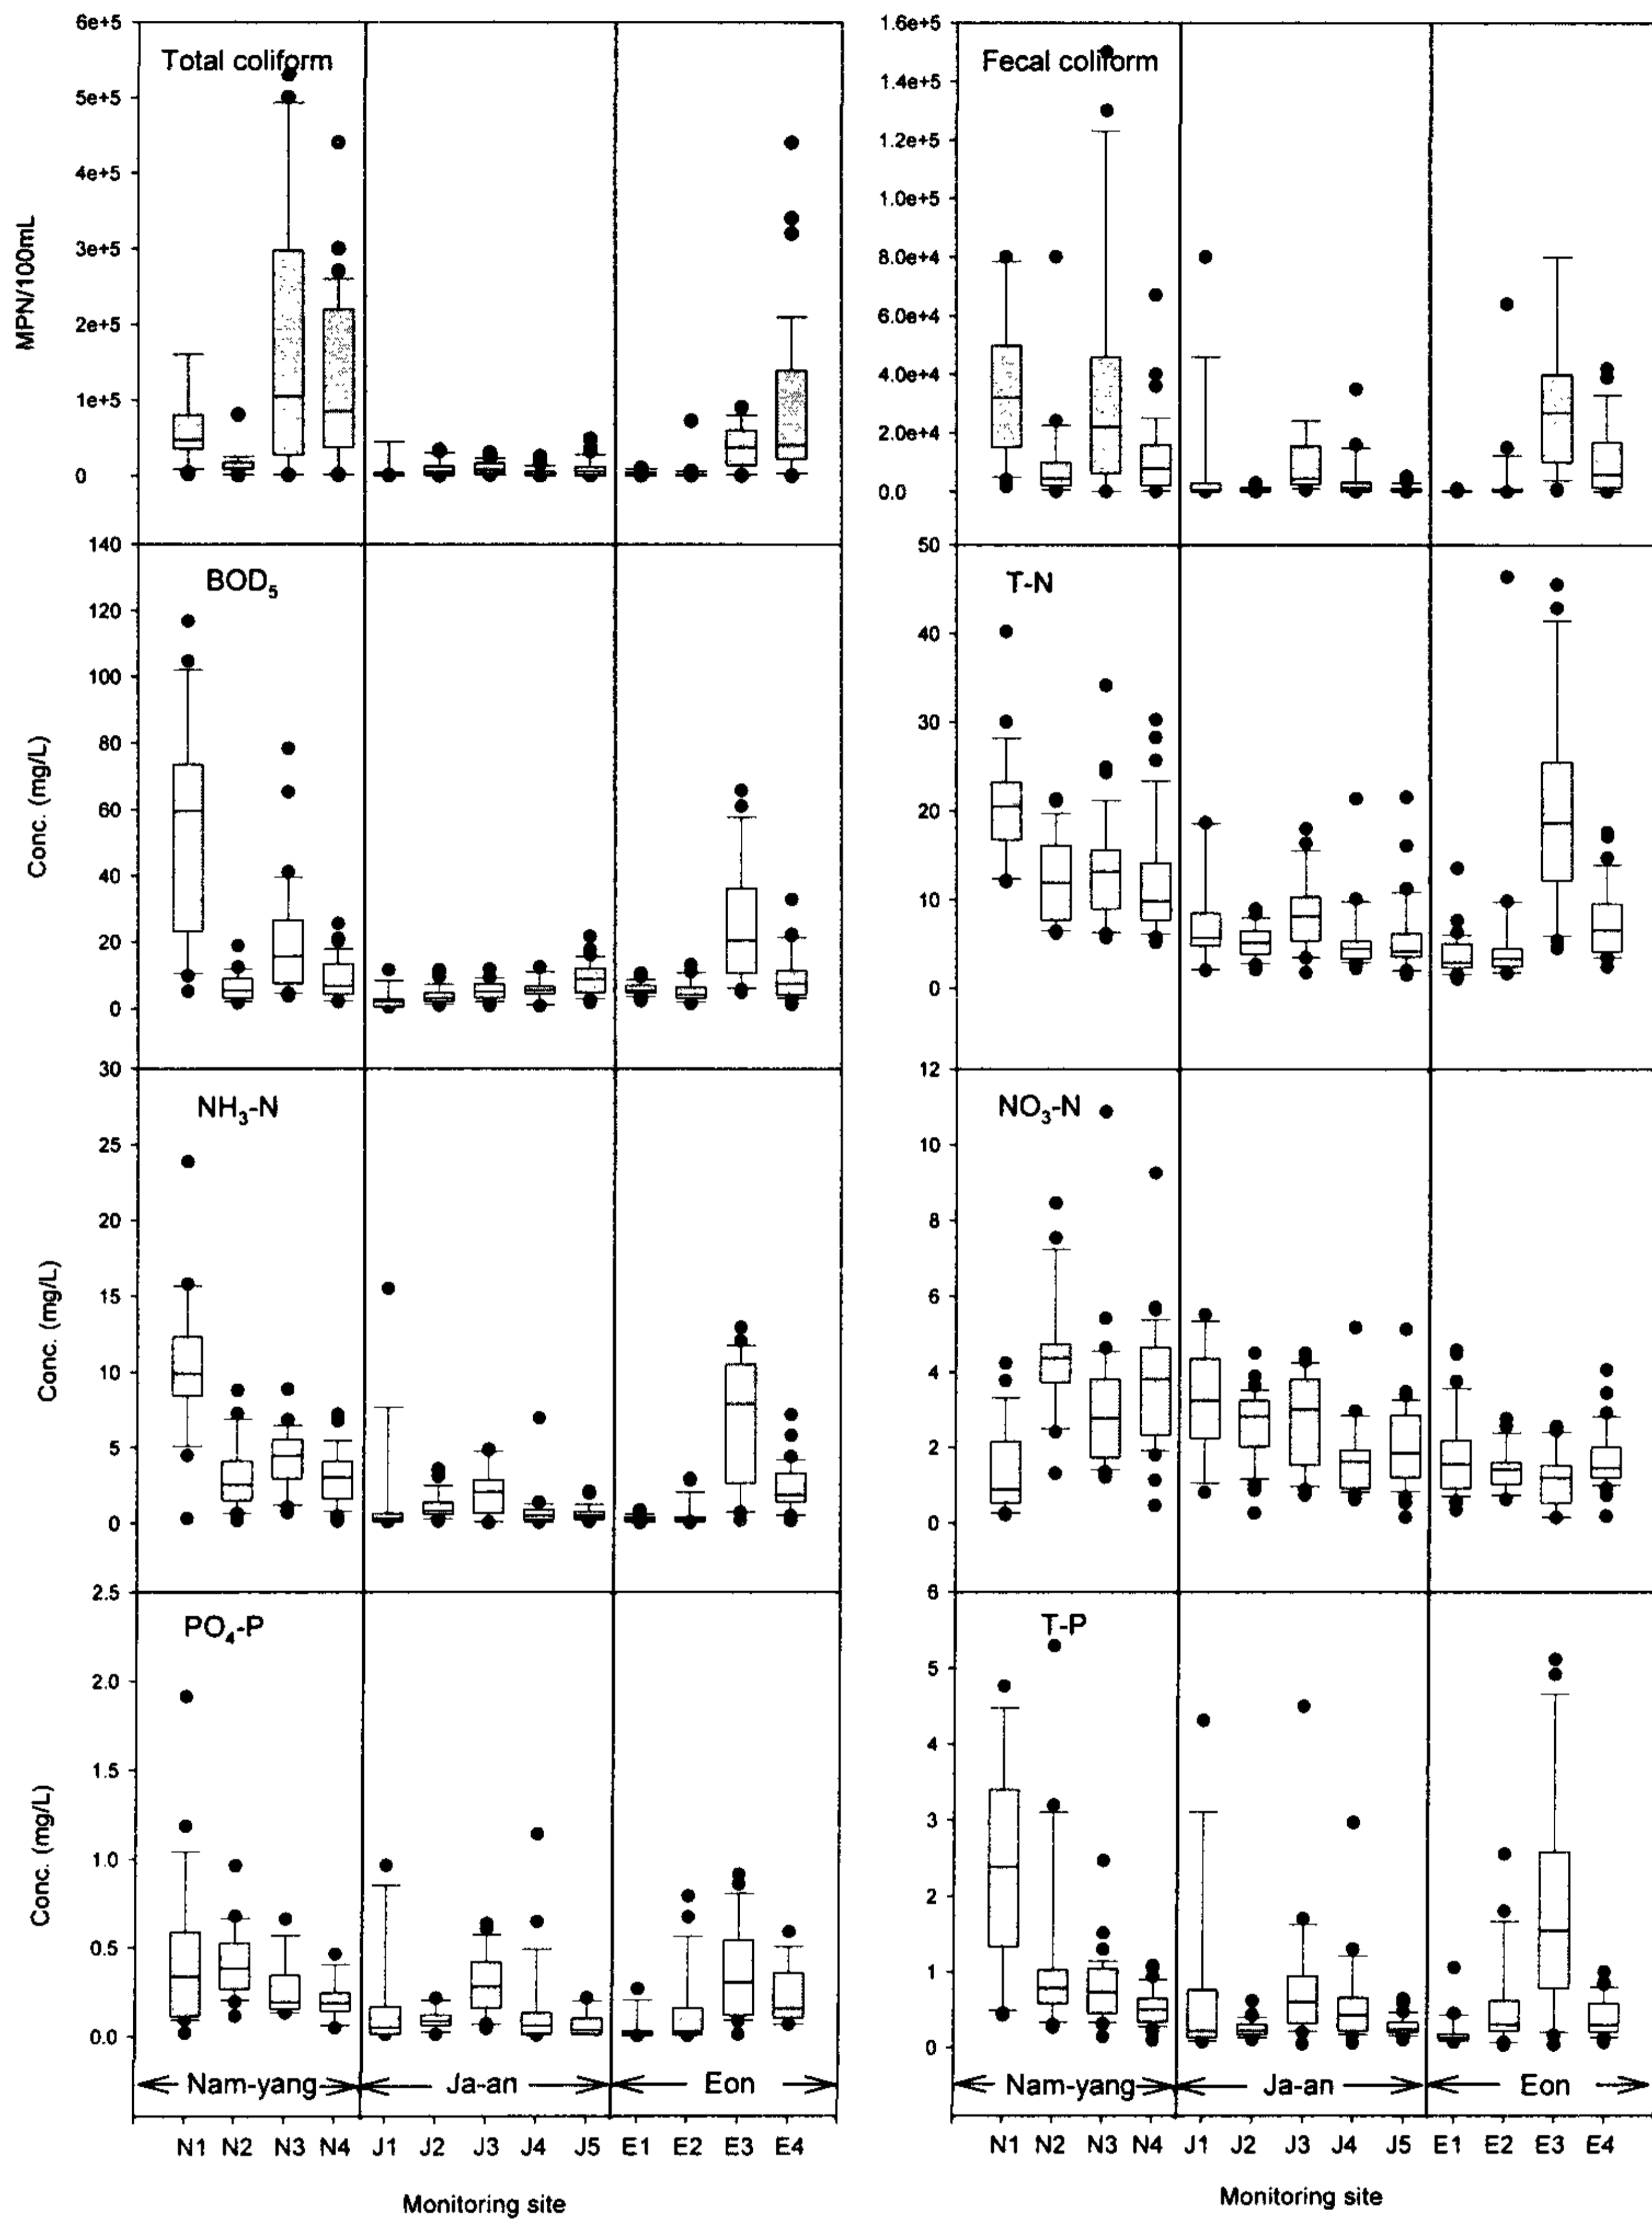 Total coliform
Fecal coliform
6e+5
5e+5
4e+5
3e+5
2e+5
1e+5
0
MPN/100mL
1.6e+5
1.4e+5
1.2e+5
1.0e+5
8.0e+4
6.0e+4
4.0e+4
2.0e+4
0.0
BOD5
T-N
140
120
100
80
60
40
20
0
Conc. (mg/L)
50
40
30
20
10
0
NH3-N
NO3-N
30
25
20
15
10
5
0
Conc. (mg/L)
12
10
8
6
4
2
0
PO4-P
T-P
2.5
2.0
1.5
1.0
0.5
0.0
Conc. (mg/L)
6
5
4
3
2
1
0
Nam-yang Ja-an Eon
Nam-yang Ja-an Eon
N1 N2 N3 N4 J1 J2 J3 J4 J5 E1 E2 E3 E4
N1 N2 N3 N4 J1 J2 J3 J4 J5 E1 E2 E3 E4
Monitoring site
Monitoring site